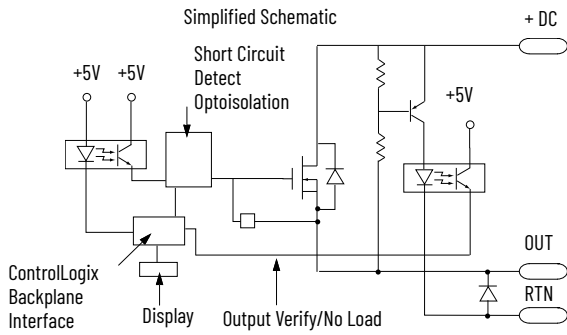 Simplified Schematic
+ DC
Short Circuit
Detect
Optoisolation
+5V
+5V
+5V
OUT
RTN
ControlLogix
Backplane
Interface
Display
Output Verify/No Load